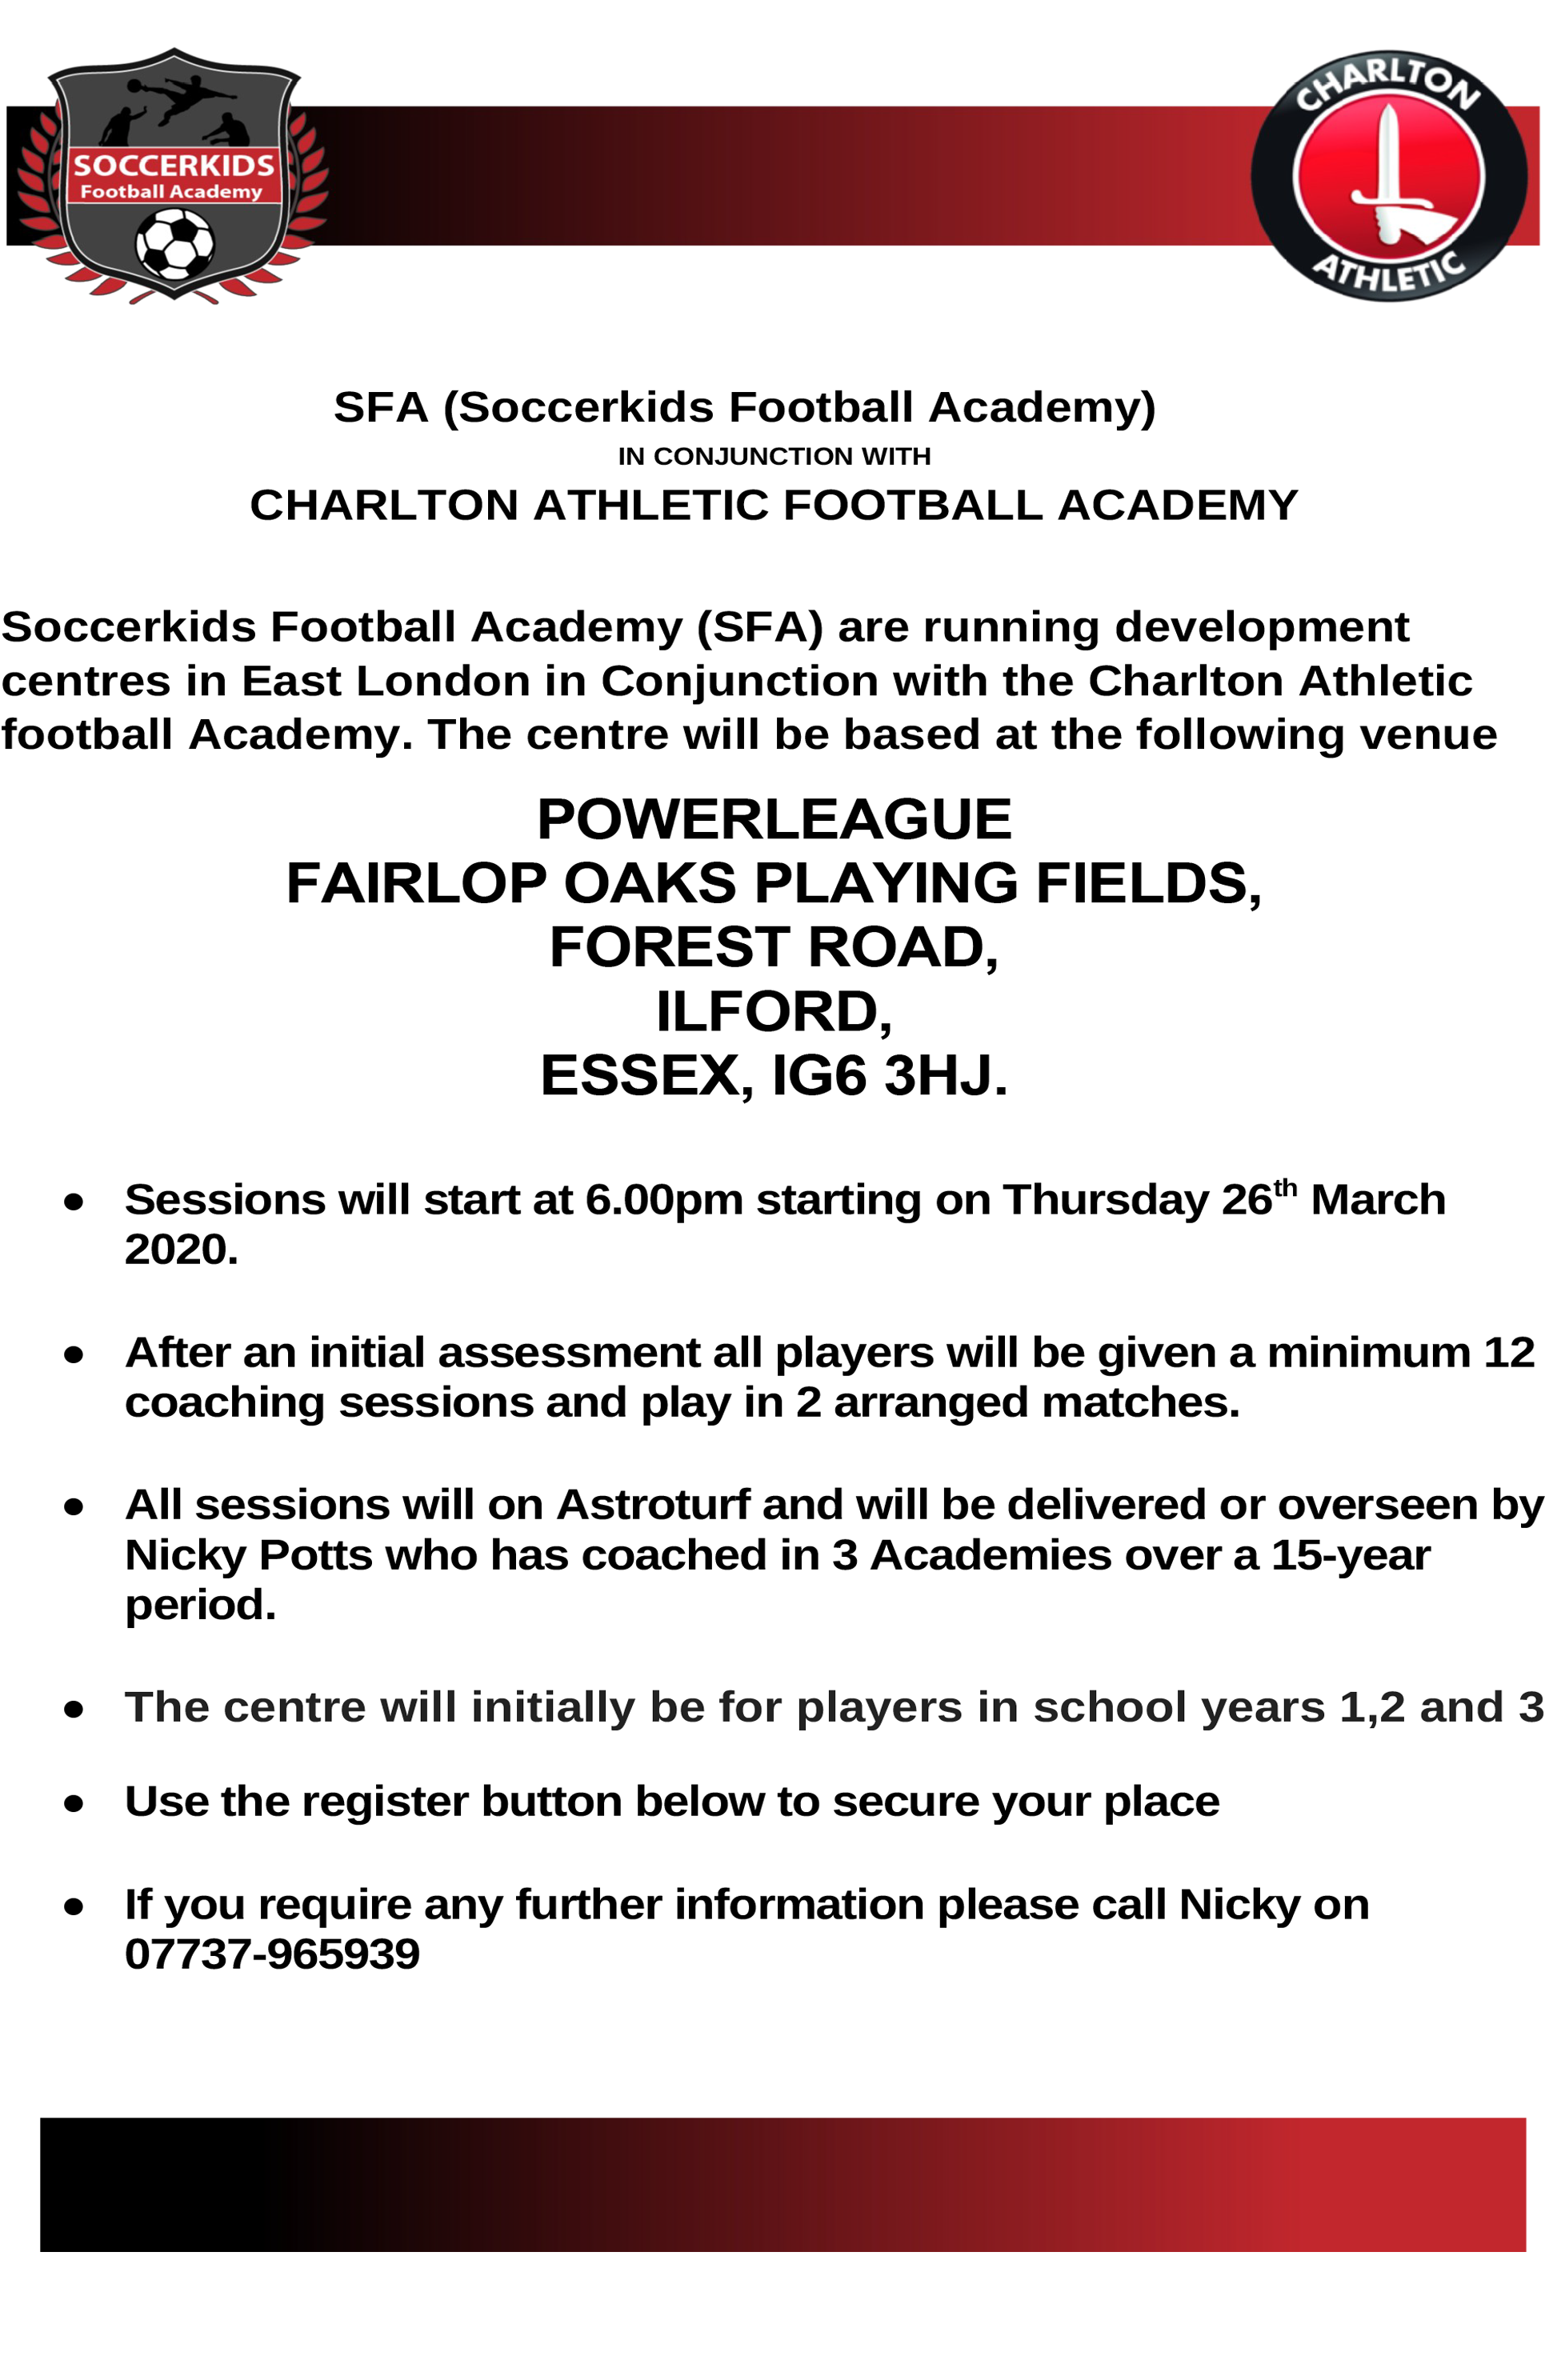 SOCCERKIDS
Football Academy
CHARLTON
ATHLETIC
SFA (Soccerkids Football Academy)
IN CONJUNCTION WITH
CHARLTON ATHLETIC FOOTBALL ACADEMY
Soccerkids Football Academy (SFA) are running development
centres in East London in Conjunction with the Charlton Athletic
football Academy. The centre will be based at the following venue
POWERLEAGUE
FAIRLOP OAKS PLAYING FIELDS,
FOREST ROAD,
ILFORD,
ESSEX, IG6 3HJ.
● Sessions will start at 6.00pm starting on Thursday 26th March
2020.
● After an initial assessment all players will be given a minimum 12
coaching sessions and play in 2 arranged matches.
● All sessions will on Astroturf and will be delivered or overseen by
Nicky Potts who has coached in 3 Academies over a 15-year
period.
● The centre will initially be for players in school years 1,2 and 3
● Use the register button below to secure your place
● If you require any further information please call Nicky on
07737-965939